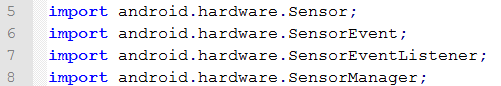 5 import android.hardware.Sensor;
6 import android.hardware.SensorEvent;
7 import android.hardware.SensorEventListener;
8 import android.hardware.SensorManager;